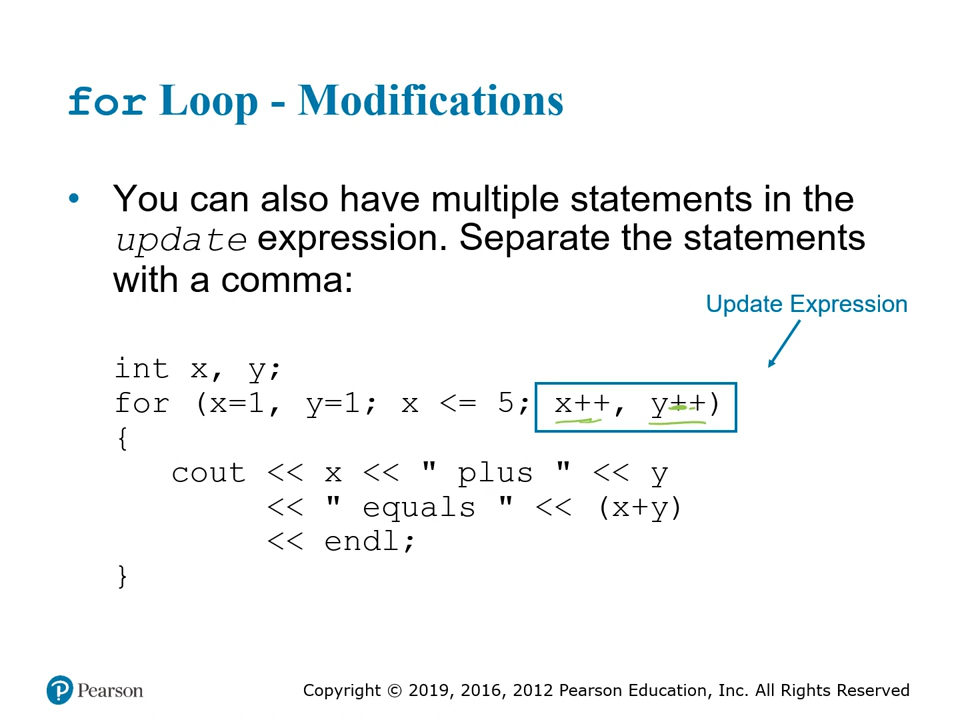 for Loop - Modifications
• You can also have multiple statements in the
update expression. Separate the statements
with a comma:
Update Expression
int x, y;
for (x=1, y=1; x <= 5; x++, y++)
{
cout << x << " plus " << y
<< " equals " << (x+y)
<< endl;
}
P Pearson
Copyright © 2019, 2016, 2012 Pearson Education, Inc. All Rights Reserved